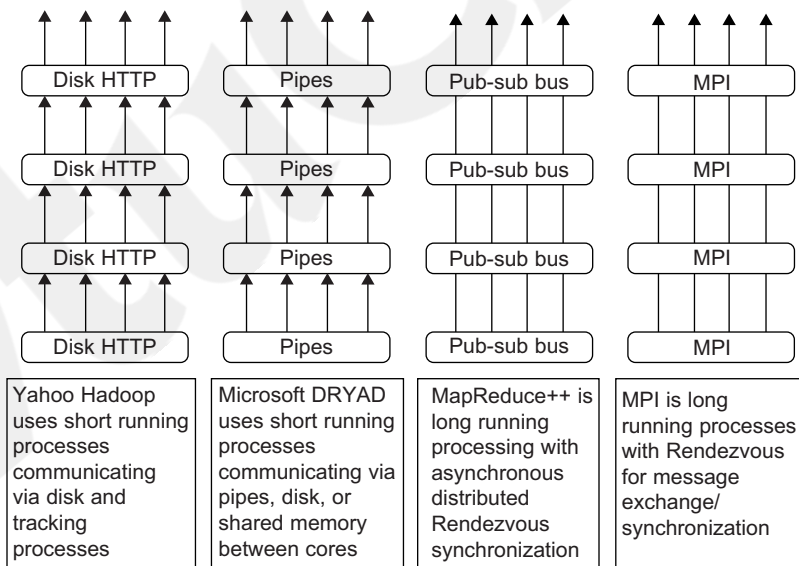 Disk HTTP
Pipes
Pub-sub bus
MPI
Disk HTTP
Pipes
Pub-sub bus
MPI
Disk HTTP
Pipes
Pub-sub bus
MPI
Disk HTTP
Pipes
Pub-sub bus
MPI
Yahoo Hadoop
uses short running
processes
communicating
via disk and
tracking
processes
Microsoft DRYAD
uses short running
processes
communicating via
pipes, disk, or
shared memory
between cores
MapReduce++ is
long running
processing with
asynchronous
distributed
Rendezvous
synchronization
MPI is long
running processes
with Rendezvous
for message
exchange/
synchronization